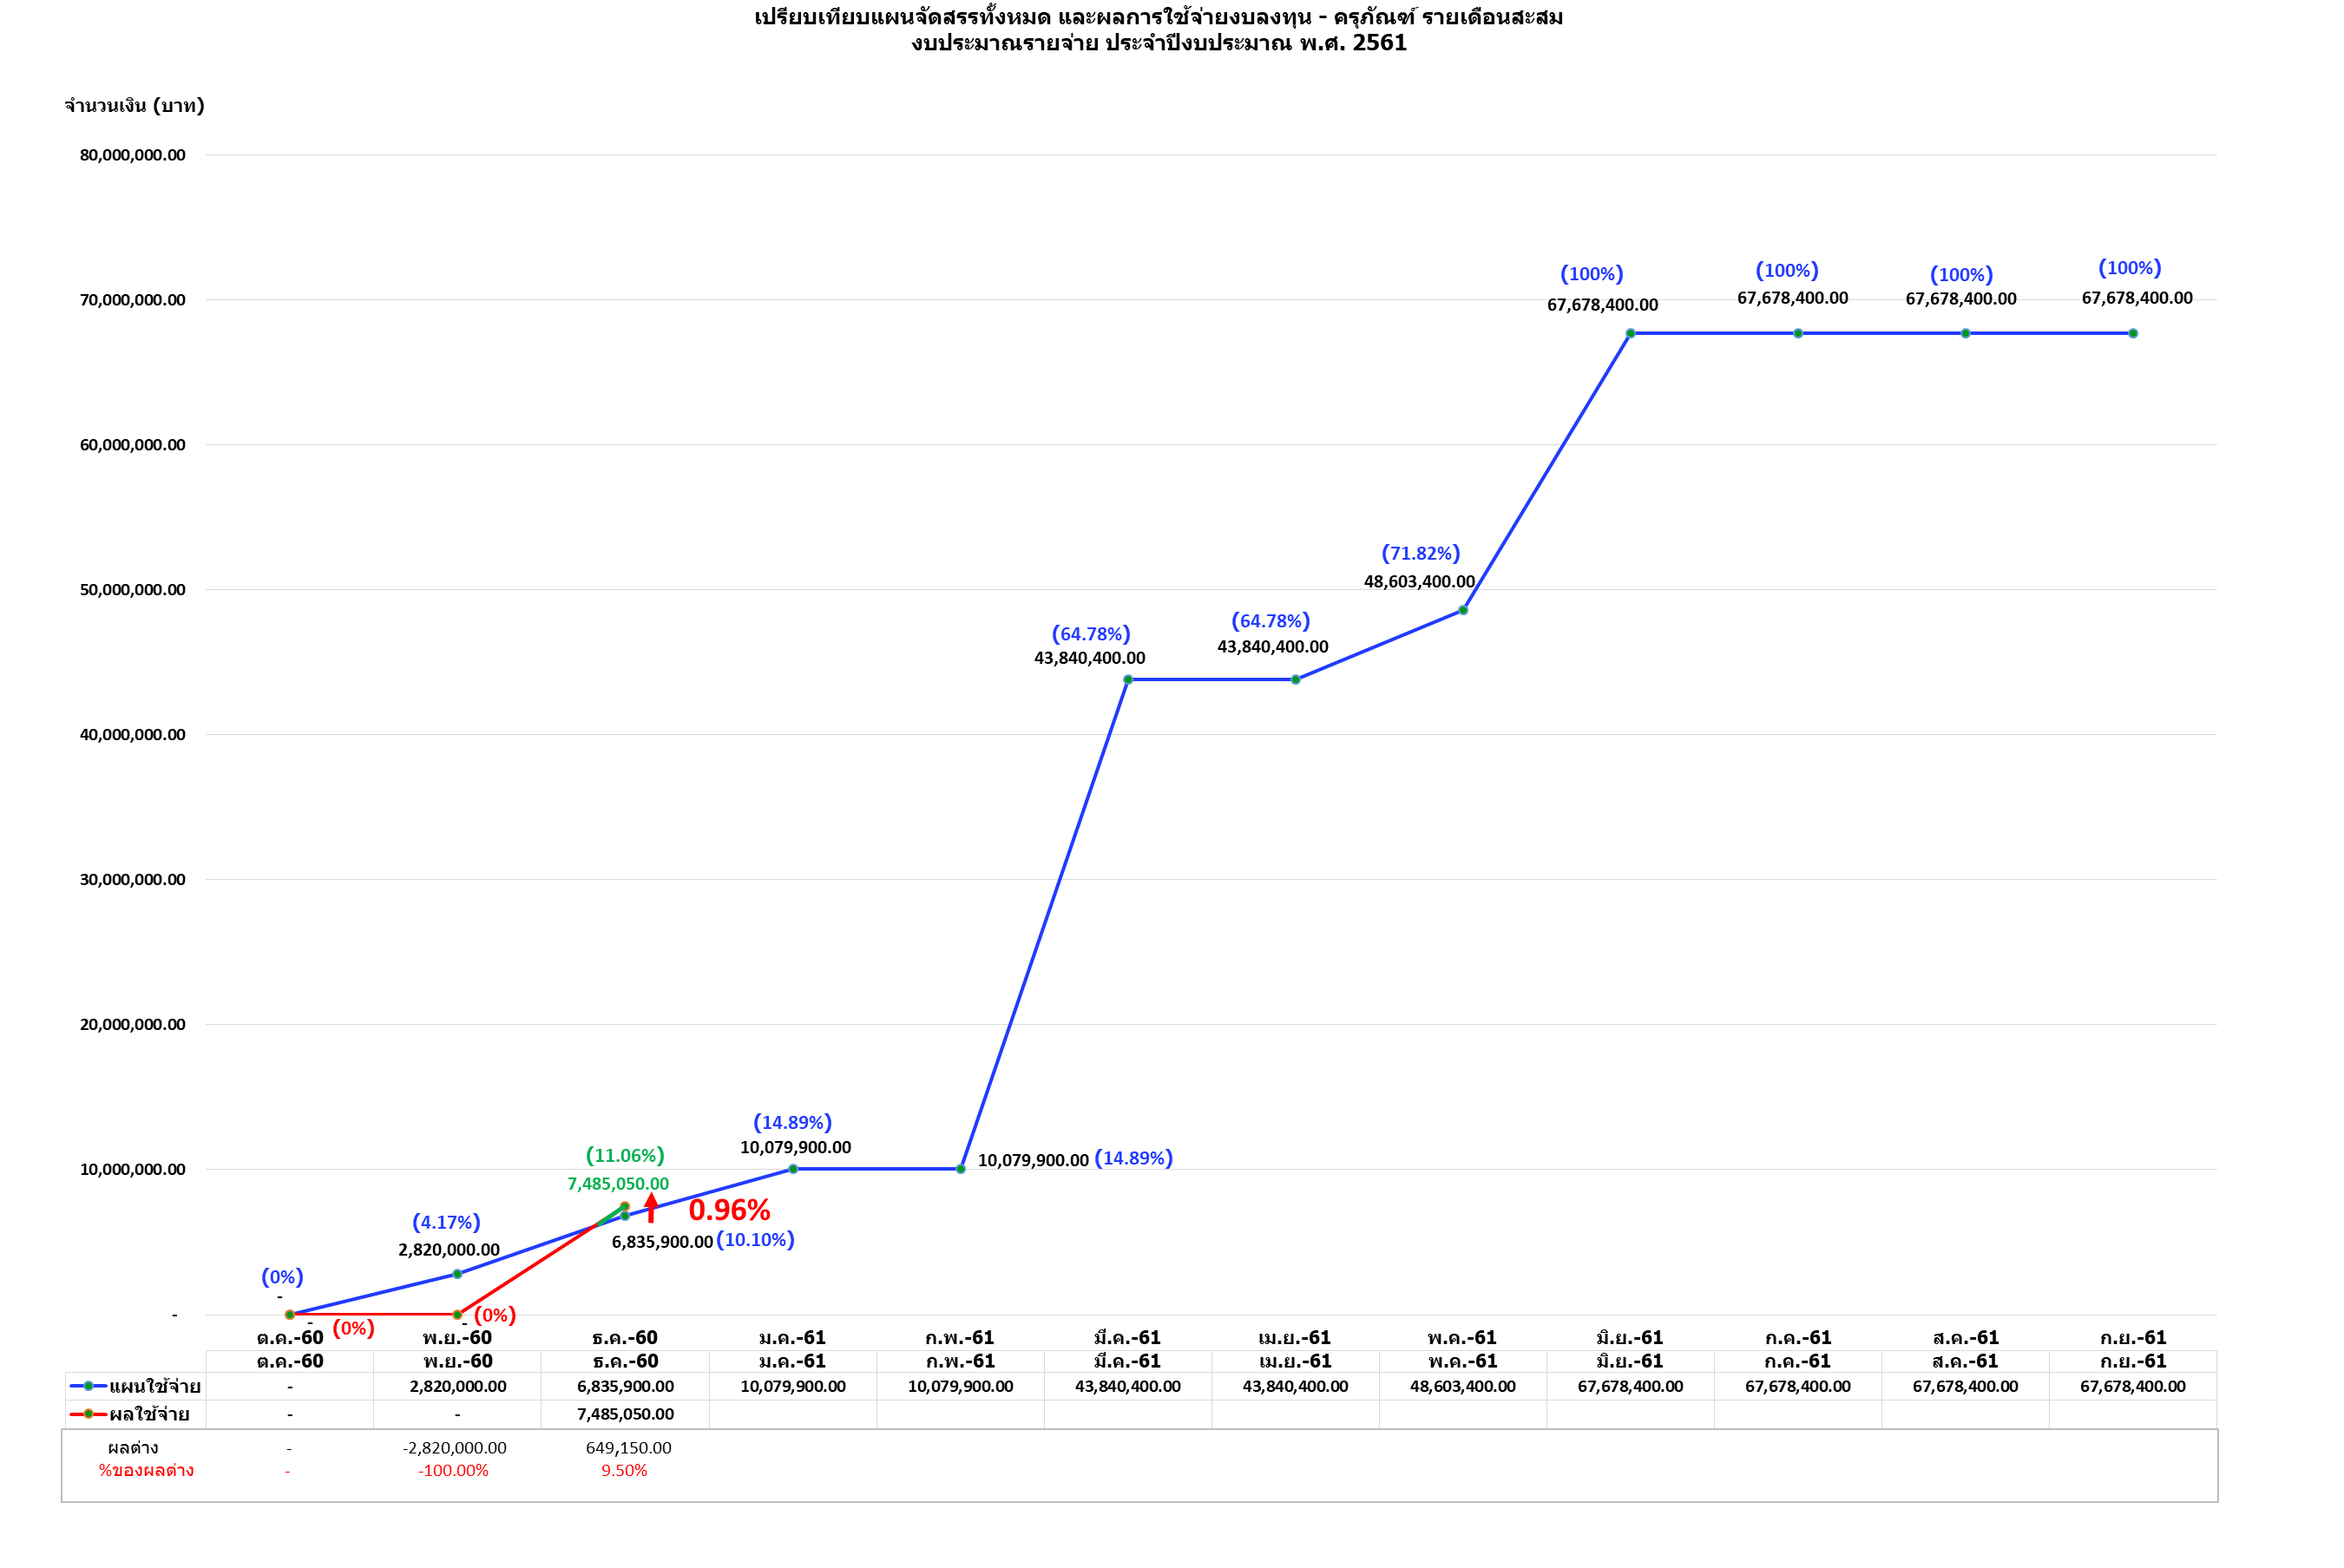 เปรียบเทียบแผนจัดสรรทั้งหมด และผลการใช้จ่ายงบลงทุน - ครุภัณฑ์ รายเดือนสะสม
งบประมาณรายจ่าย ประจำปีงบประมาณ พ.ศ. 2561
จำนวนเงิน (บาท)
80,000,000.00
(100%) (100%) (100%) (100%)
70,000,000.00 67,678,400.00 67,678,400.00 67,678,400.00 67,678,400.00
60,000,000.00
(71.82%)
48,603,400.00
50,000,000.00
(64.78%) (64.78%)
43,840,400.00 43,840,400.00
40,000,000.00
30,000,000.00
20,000,000.00
(14.89%)
10,079,900.00
(11.06%)
10,000,000.00 10,079,900.00 (14.89%)
7,485,050.00
0.96%
(4.17%)
6,835,900.00 (10.10%)
2,820,000.00
(0%)
-
- (0%)
- (0%) -
ต.ค.-60 พ.ย.-60 ธ.ค.-60 ม.ค.-61 ก.พ.-61 มี.ค.-61 เม.ย.-61 พ.ค.-61 มิ.ย.-61 ก.ค.-61 ส.ค.-61 ก.ย.-61
ต.ค.-60 พ.ย.-60 ธ.ค.-60 ม.ค.-61 ก.พ.-61 มี.ค.-61 เม.ย.-61 พ.ค.-61 มิ.ย.-61 ก.ค.-61 ส.ค.-61 ก.ย.-61
แผนใช้จ่าย - 2,820,000.00 6,835,900.00 10,079,900.00 10,079,900.00 43,840,400.00 43,840,400.00 48,603,400.00 67,678,400.00 67,678,400.00 67,678,400.00 67,678,400.00
ผลใช้จ่าย - - 7,485,050.00
ผลต่าง - -2,820,000.00 649,150.00
%ของผลต่าง - -100.00% 9.50%